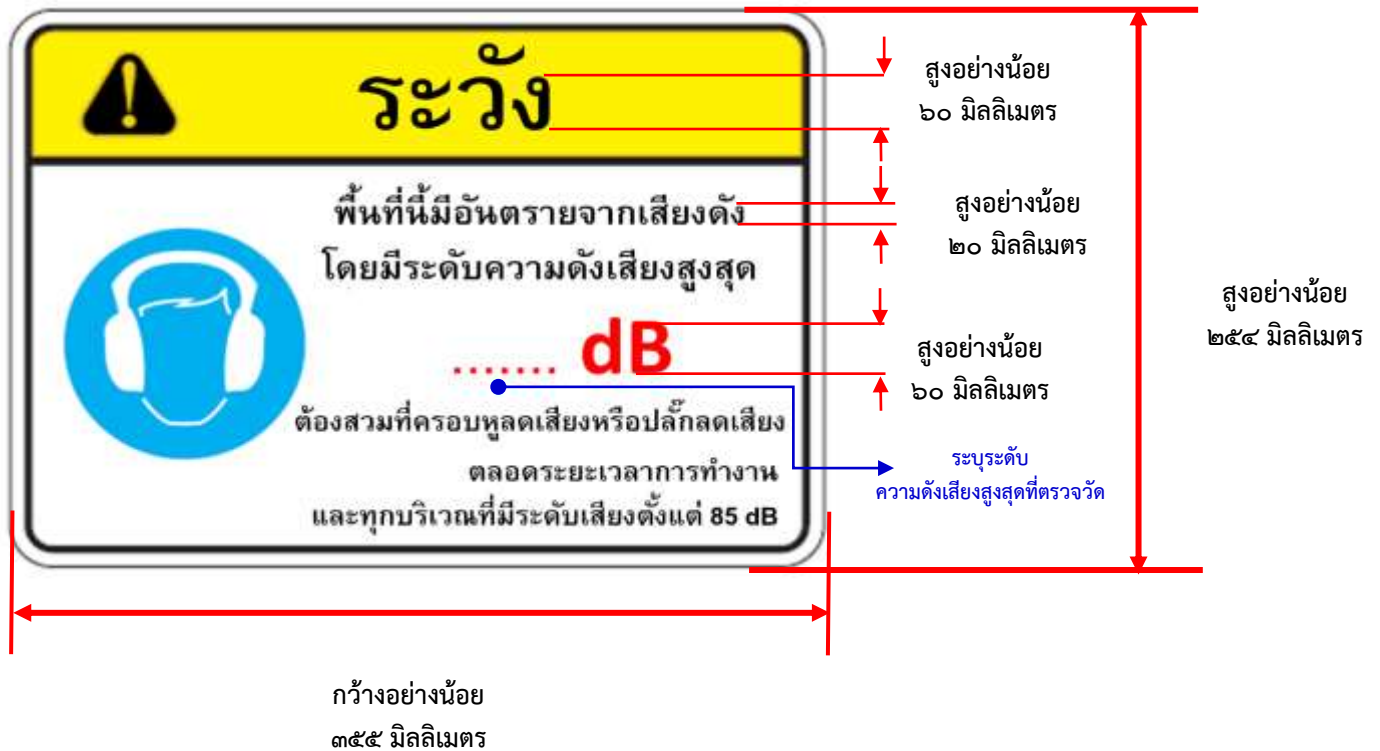 ระวัง
พื้นที่นี้มีอันตรายจากเสียงดัง
โดยมีระดับความดังเสียงสูงสุด
....... dB
ต้องสวมที่ครอบหูลดเสียงหรือปลั๊กลดเสียง
ตลอดระยะเวลาการทำงาน
และทุกบริเวณที่มีระดับเสียงตั้งแต่ 85 dB
สูงอย่างน้อย
๖๐ มิลลิเมตร
สูงอย่างน้อย
๒๐ มิลลิเมตร
สูงอย่างน้อย
๖๐ มิลลิเมตร
ระบุระดับ
ความดังเสียงสูงสุดที่ตรวจวัด
สูงอย่างน้อย
๒๕๔ มิลลิเมตร
กว้างอย่างน้อย
๓๕๕ มิลลิเมตร